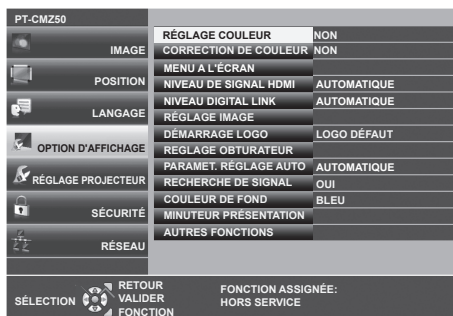 PT-CMZ50
IMAGE
POSITION
LANGAGE
OPTION D'AFFICHAGE
RÉGLAGE PROJECTEUR
SÉCURITÉ
RÉSEAU
RÉGLAGE COULEUR NON
CORRECTION DE COULEUR NON
MENU A L'ÉCRAN
NIVEAU DE SIGNAL HDMI AUTOMATIQUE
NIVEAU DIGITAL LINK AUTOMATIQUE
RÉGLAGE IMAGE
DÉMARRAGE LOGO LOGO DÉFAUT
REGLAGE OBTURATEUR
PARAMET. RÉGLAGE AUTO AUTOMATIQUE
RECHERCHE DE SIGNAL OUI
COULEUR DE FOND BLEU
MINUTEUR PRÉSENTATION
AUTRES FONCTIONS
SÉLECTION
RETOUR
VALIDER
FONCTION
FONCTION ASSIGNÉE:
HORS SERVICE